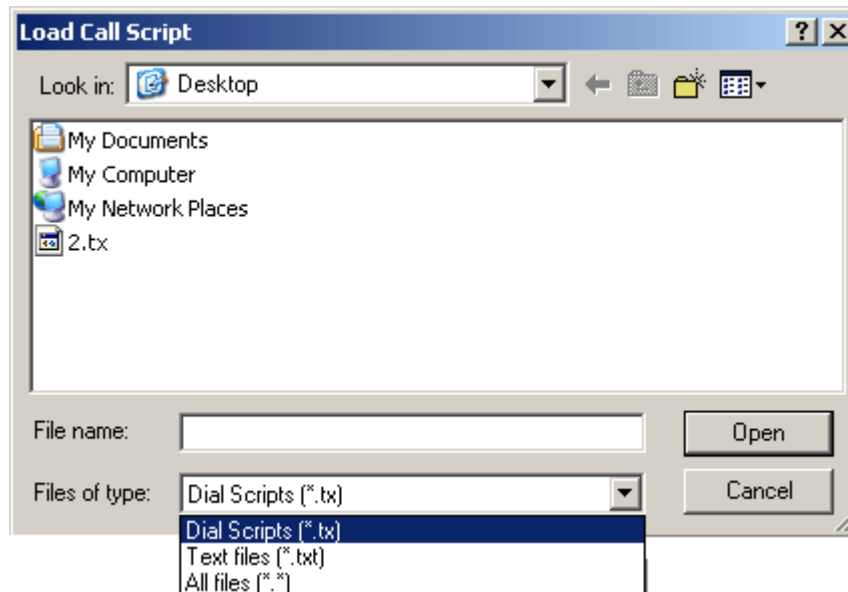 Load Call Script
Look in: Desktop
My Documents
My Computer
My Network Places
2.tx
File name: Open
Files of type: Dial Scripts (*.tx) Cancel
Dial Scripts (*.tx)
Text files (*.txt)
All files (*.*)